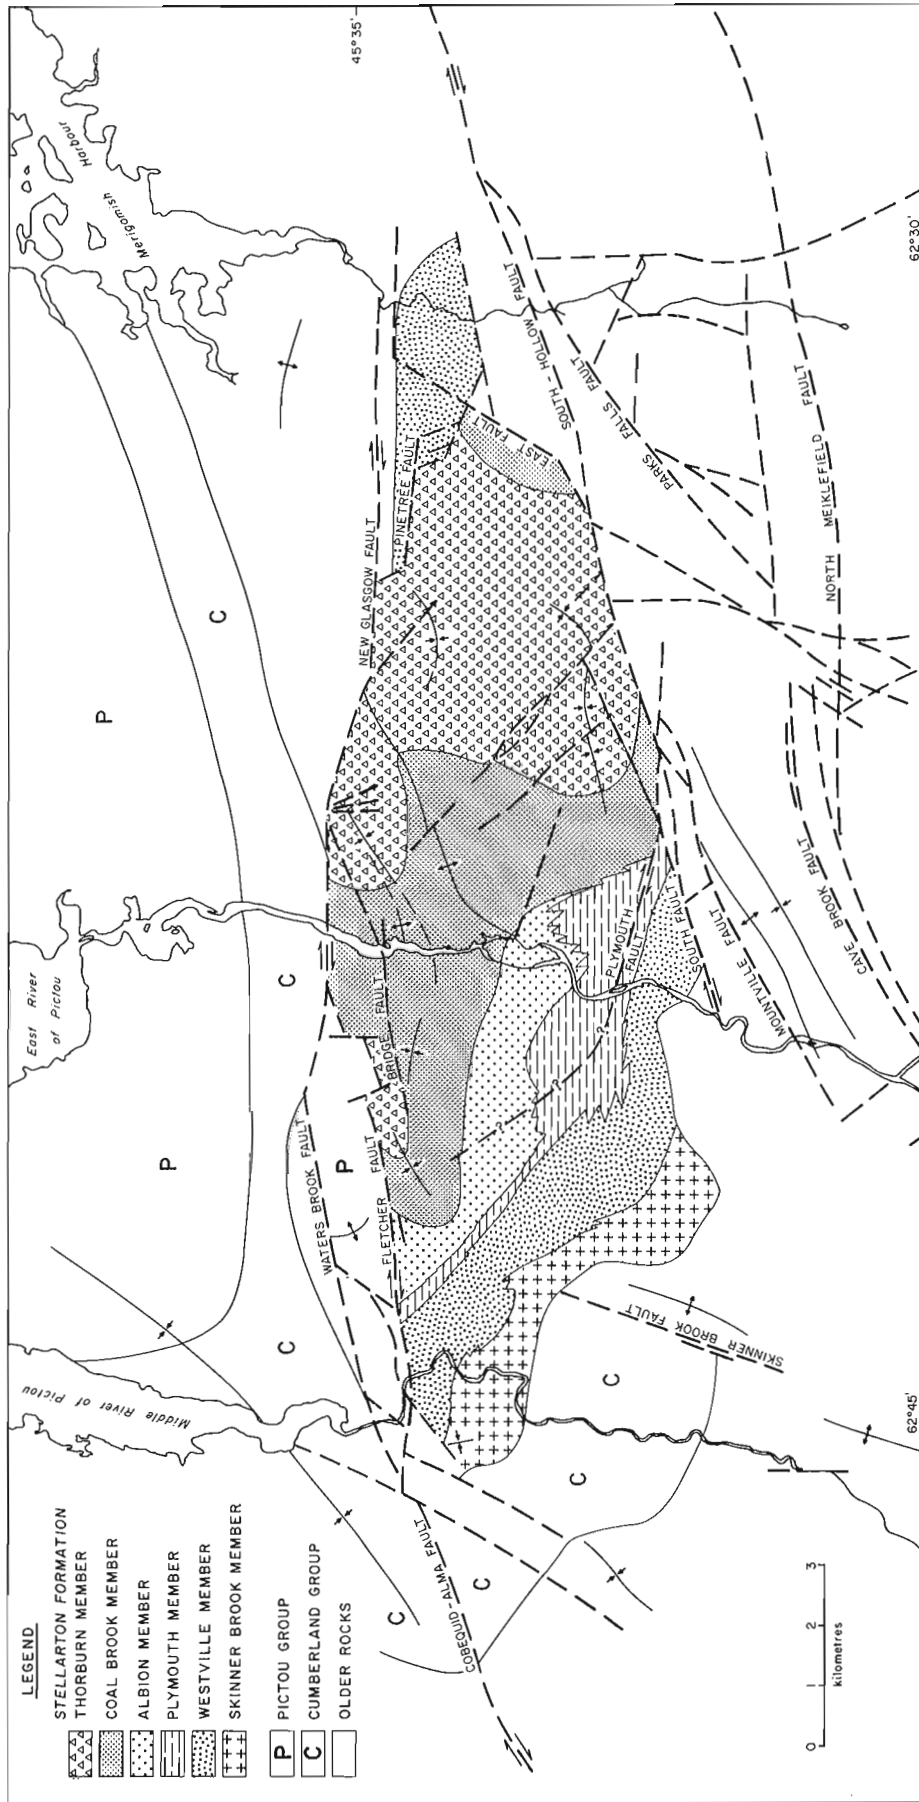 LEGEND
STELLARTON FORMATION
THORBURN MEMBER
COAL BROOK MEMBER
ALBION MEMBER
PLYMOUTH MEMBER
WESTVILLE MEMBER
SKINNER BROOK MEMBER
P PICTOU GROUP
C CUMBERLAND GROUP
OLDER ROCKS
0 1 2 3
kilometres
Middle River of Pictou
East River
of Pictou
Merigomish
Harbour
45°35'
62°45'
62°30'
P
P
P
C
C
C
C
C
C
C
COBEQUID-ALMA FAULT
WATERS BROOK FAULT
FLETCHER FAULT
BRIDGE FAULT
NEW GLASGOW FAULT
PINETREE FAULT
EAST FAULT
SOUTH-HOLLOW FAULT
PARKS FALLS FAULT
NORTH MEIKLEFIELD FAULT
CAVE BROOK FAULT
MOUNTVILLE FAULT
SOUTH FAULT
PLYMOUTH
FAULT
SKINNER BROOK FAULT
?
?
?